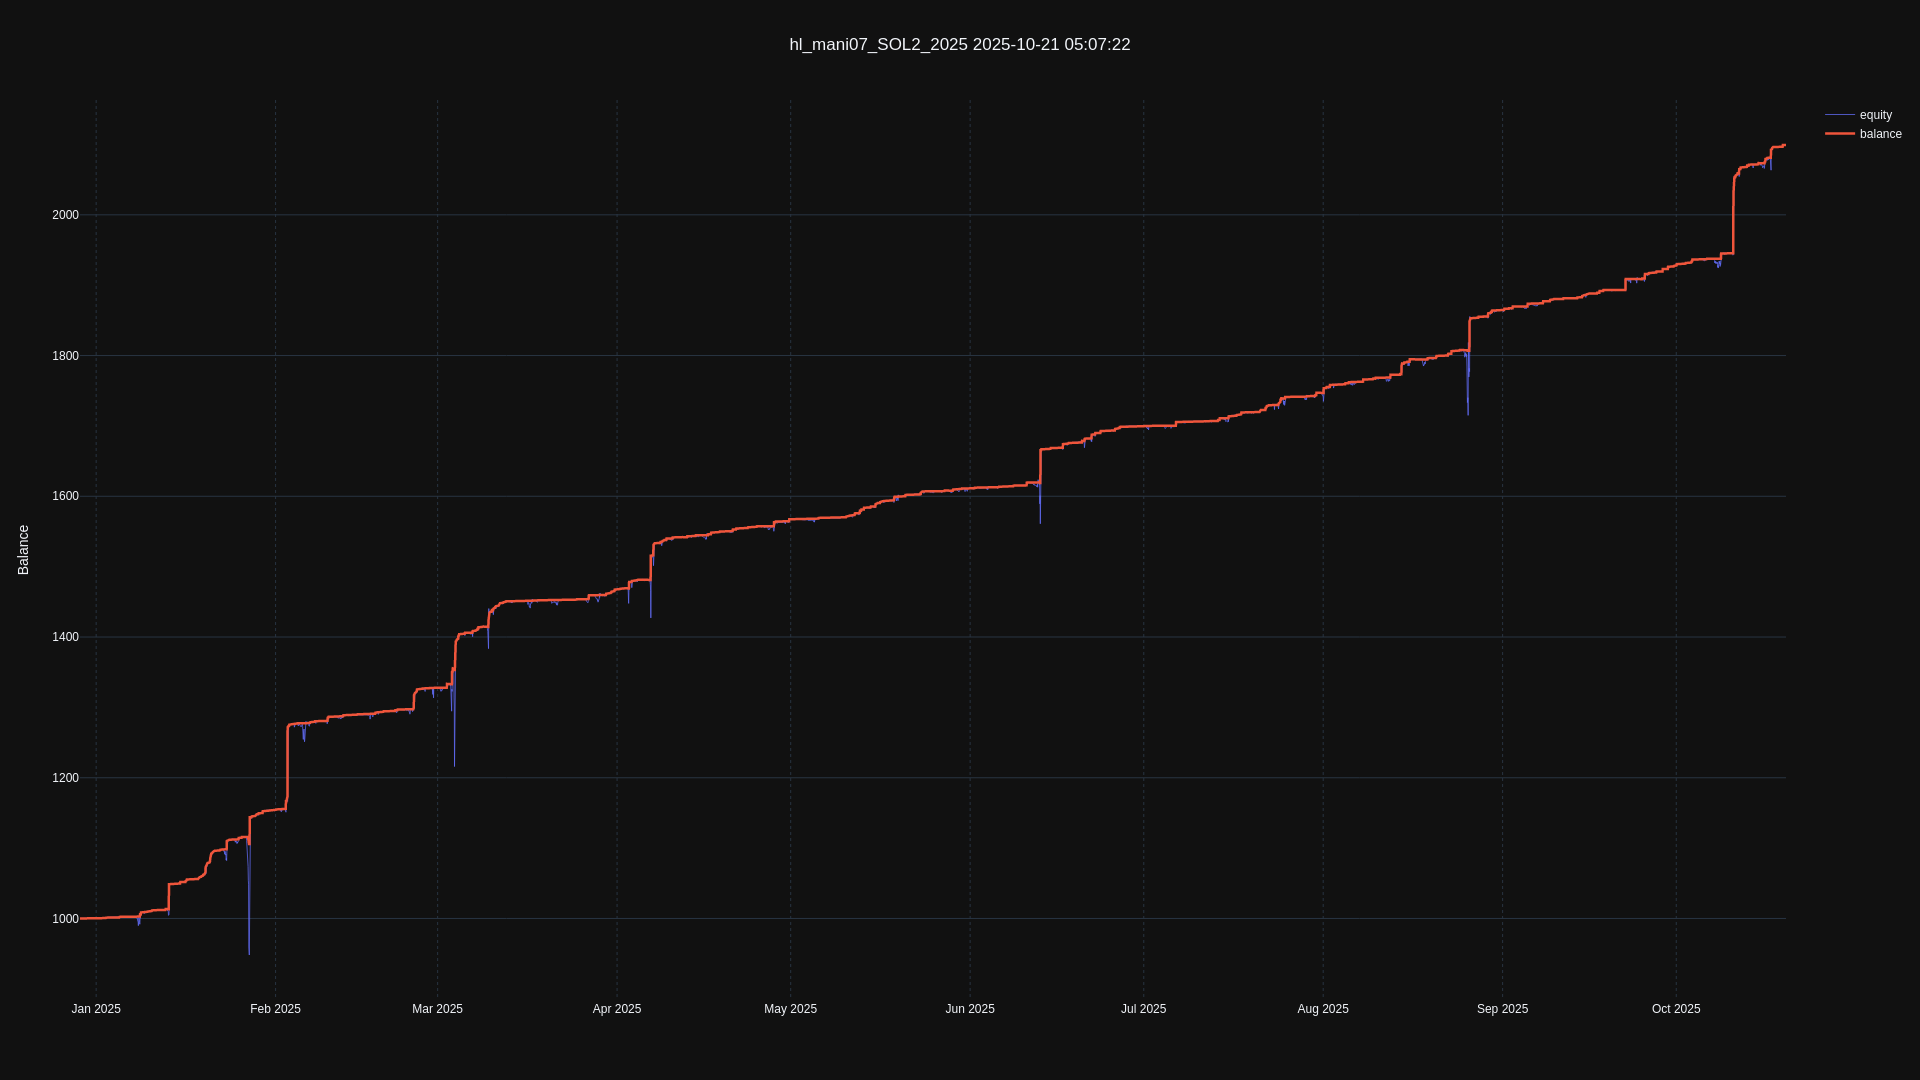 hl_mani07_SOL2_2025 2025-10-21 05:07:22
equity
balance
Balance
2000
1800
1600
1400
1200
1000
Jan 2025
Feb 2025
Mar 2025
Apr 2025
May 2025
Jun 2025
Jul 2025
Aug 2025
Sep 2025
Oct 2025